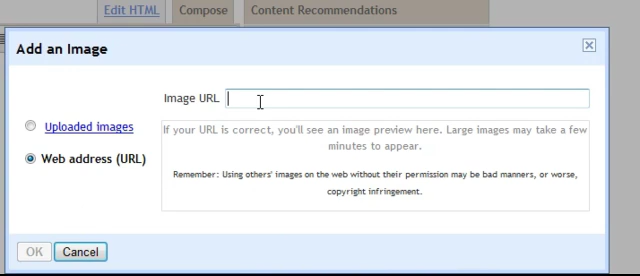 Edit HTML Compose Content Recommendations
Add an Image
Image URL
Uploaded images
Web address (URL)
If your URL is correct, you'll see an image preview here. Large images may take a few
minutes to appear.
Remember: Using others' images on the web without their permission may be bad manners, or worse,
copyright infringement.
OK Cancel